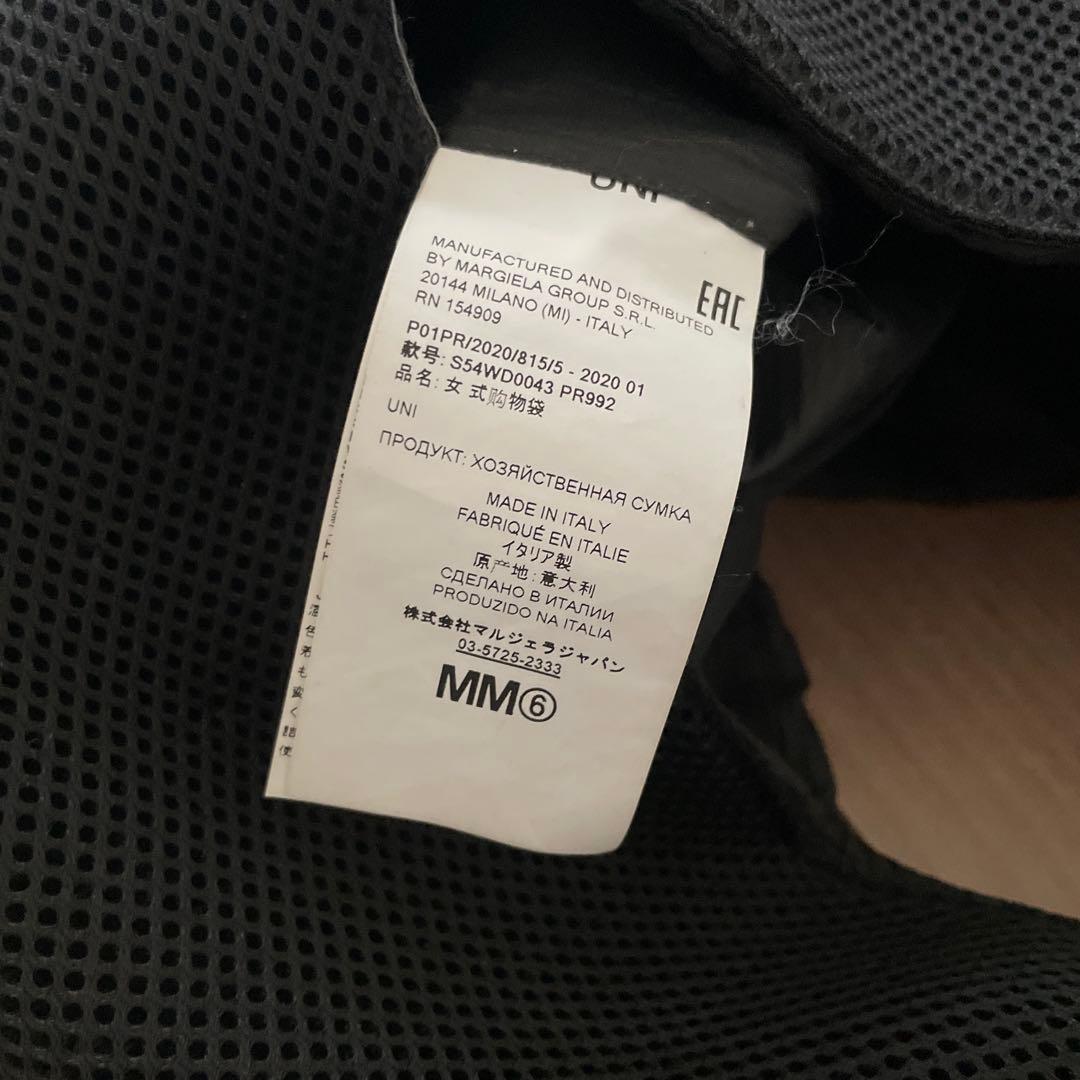 UNI
MANUFACTURED AND DISTRIBUTED
BY MARGIELA GROUP S.R.L.
20144 MILANO (MI) - ITALY
RN 154909
EAC
P01PR/2020/815/5 - 2020 01
款号: S54WD0043 PR992
品名: 女 式购物袋
UNI
ПРОДУКТ: ХОЗЯЙСТВЕННАЯ СУМКА
MADE IN ITALY
FABRIQUÉ EN ITALIE
イタリア製
原产地: 意大利
СДЕЛАНО В ИТАЛИИ
PRODUZIDO NA ITALIA
株式会社マルジェラジャパン
03-5725-2333
MM⑥